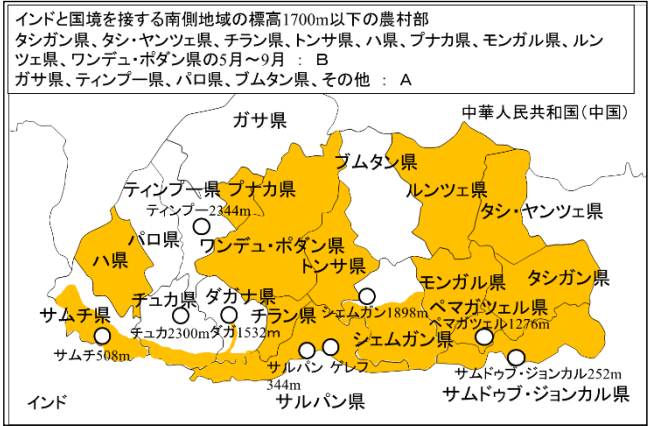 インドと国境を接する南側地域の標高1700m以下の農村部
タシガン県、タシ・ヤンツェ県、チラン県、トンサ県、ハ県、プナカ県、モンガル県、ルン
ツェ県、ワンデュ・ポダン県の5月～9月 : B
ガサ県、ティンプー県、パロ県、ブムタン県、その他 : A
中華人民共和国(中国)
ガサ県
ブムタン県
ティンプー県
プナカ県
ルンツェ県
ティンプー2344m
タシ・ヤンツェ県
パロ県
ワンデュ・ポダン県
ハ県
トンサ県
モンガル県
タシガン県
チュカ県
ダガナ県
サムチ県
チラン県
シェムガン1898m
ペマガツェル県
ペマガツェル1276m
チュカ2300m
ダガ1532m
シェムガン県
サムチ508m
サルパン
344m
ゲレフ
サムドゥプ・ジョンカル252m
サムドゥプ・ジョンカル県
サルパン県
インド